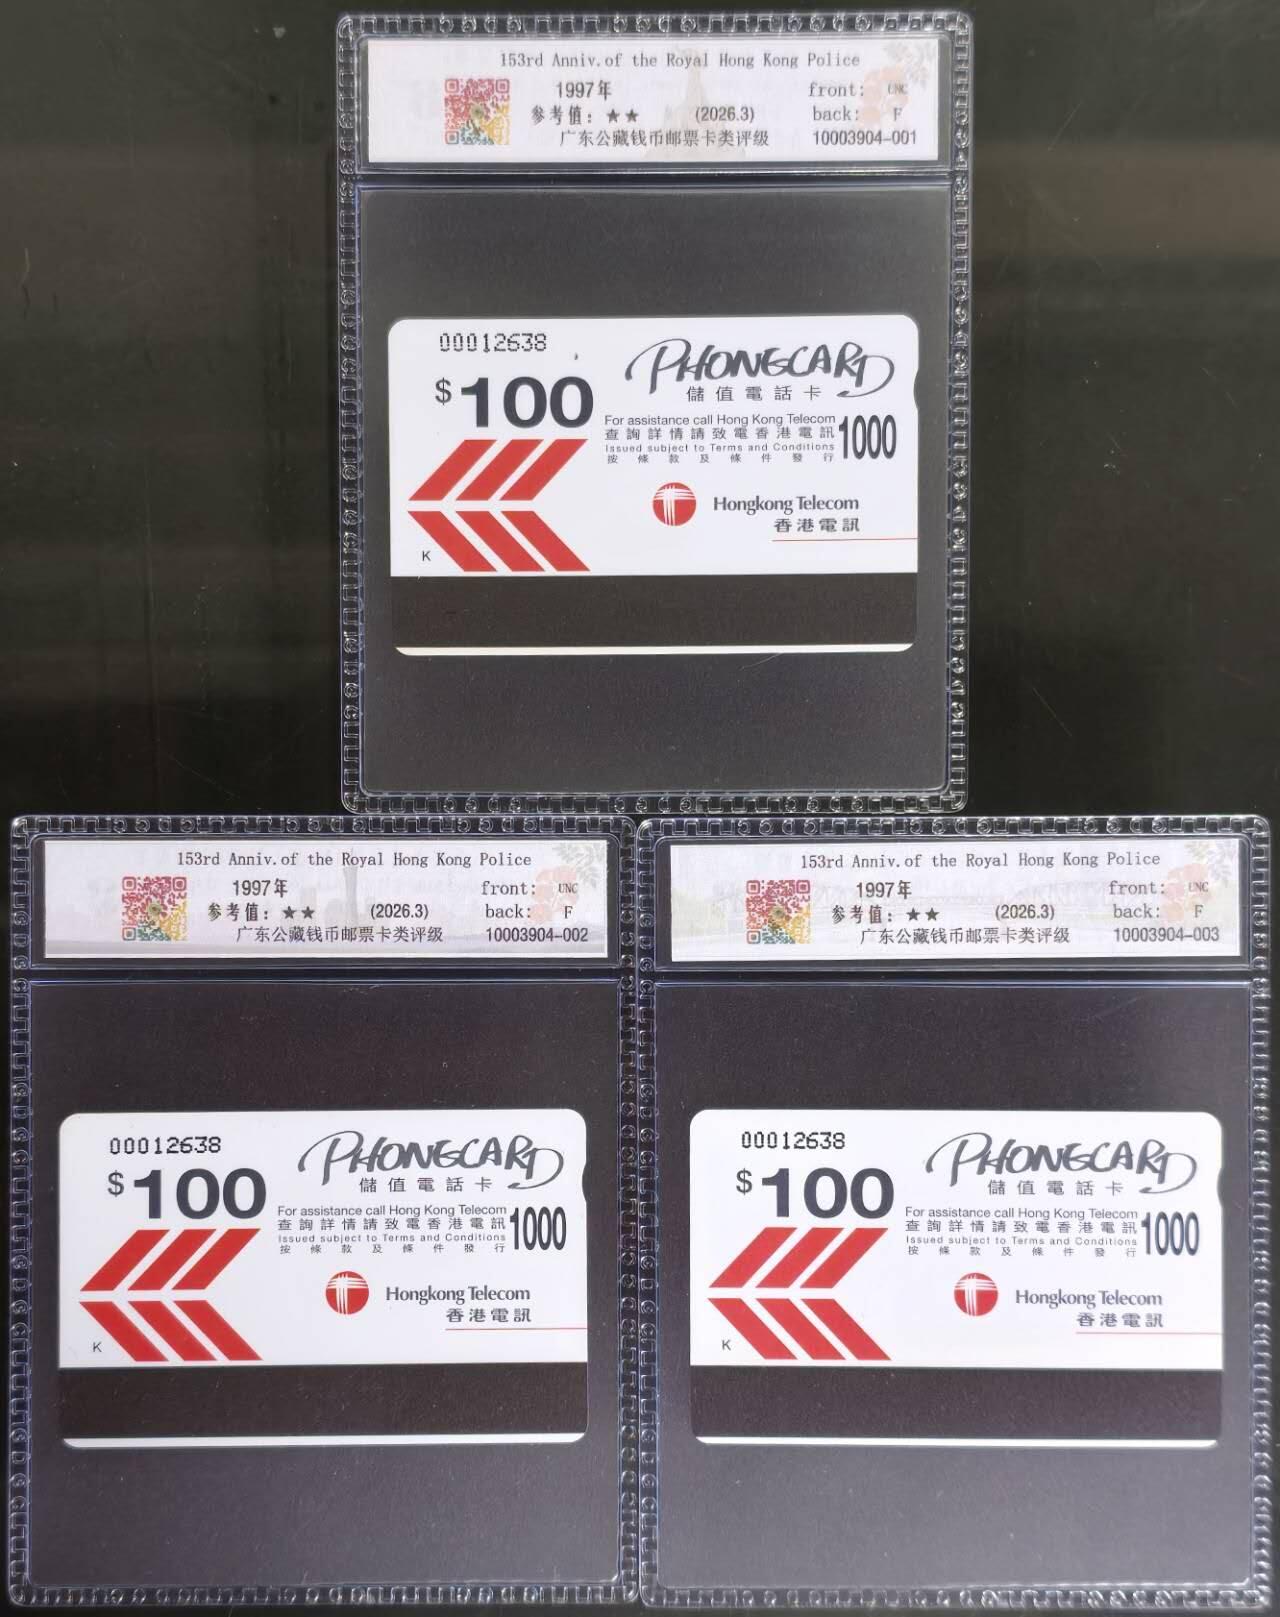 153rd Anniv.of the Royal Hong Kong Police
1997年 front: UNC
参考值：★★ (2026.3) back: F
广东公藏钱币邮票卡类评级 10003904-001
00012638
$100
PHONECARD
儲值電話卡
For assistance call Hong Kong Telecom
查詢詳情請致電香港電訊
Issued subject to Terms and Conditions
按條款及條件發行
1000
Hongkong Telecom
香港電訊
K
153rd Anniv.of the Royal Hong Kong Police
1997年 front: UNC
参考值：★★ (2026.3) back: F
广东公藏钱币邮票卡类评级 10003904-002
00012638
$100
PHONECARD
儲值電話卡
For assistance call Hong Kong Telecom
查詢詳情請致電香港電訊
Issued subject to Terms and Conditions
按條款及條件發行
1000
Hongkong Telecom
香港電訊
K
153rd Anniv.of the Royal Hong Kong Police
1997年 front: UNC
参考值：★★ (2026.3) back: F
广东公藏钱币邮票卡类评级 10003904-003
00012638
$100
PHONECARD
儲值電話卡
For assistance call Hong Kong Telecom
查詢詳情請致電香港電訊
Issued subject to Terms and Conditions
按條款及條件發行
1000
Hongkong Telecom
香港電訊
K